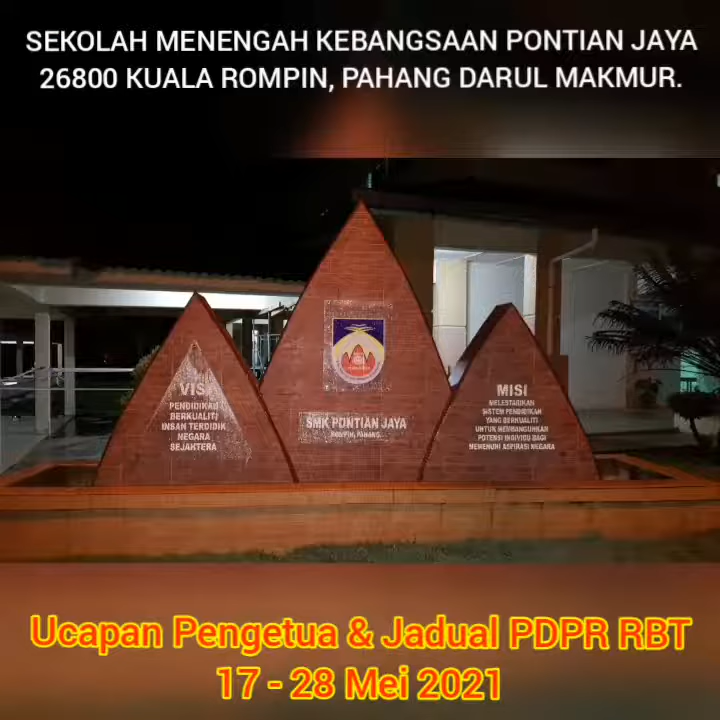 SEKOLAH MENENGAH KEBANGSAAN PONTIAN JAYA
26800 KUALA ROMPIN, PAHANG DARUL MAKMUR.
VISI
PENDIDIKAN
BERKUALITI
INSAN TERDIDIK
NEGARA
SEJAHTERA
SMK PONTIAN JAYA
ROMPIN, PAHANG.
MISI
MELESTARIKAN
SISTEM PENDIDIKAN
YANG BERKUALITI
UNTUK MEMBANGUNKAN
POTENSI INDIVIDU BAGI
MEMENUHI ASPIRASI NEGARA
Ucapan Pengetua & Jadual PDPR RBT
17 - 28 Mei 2021